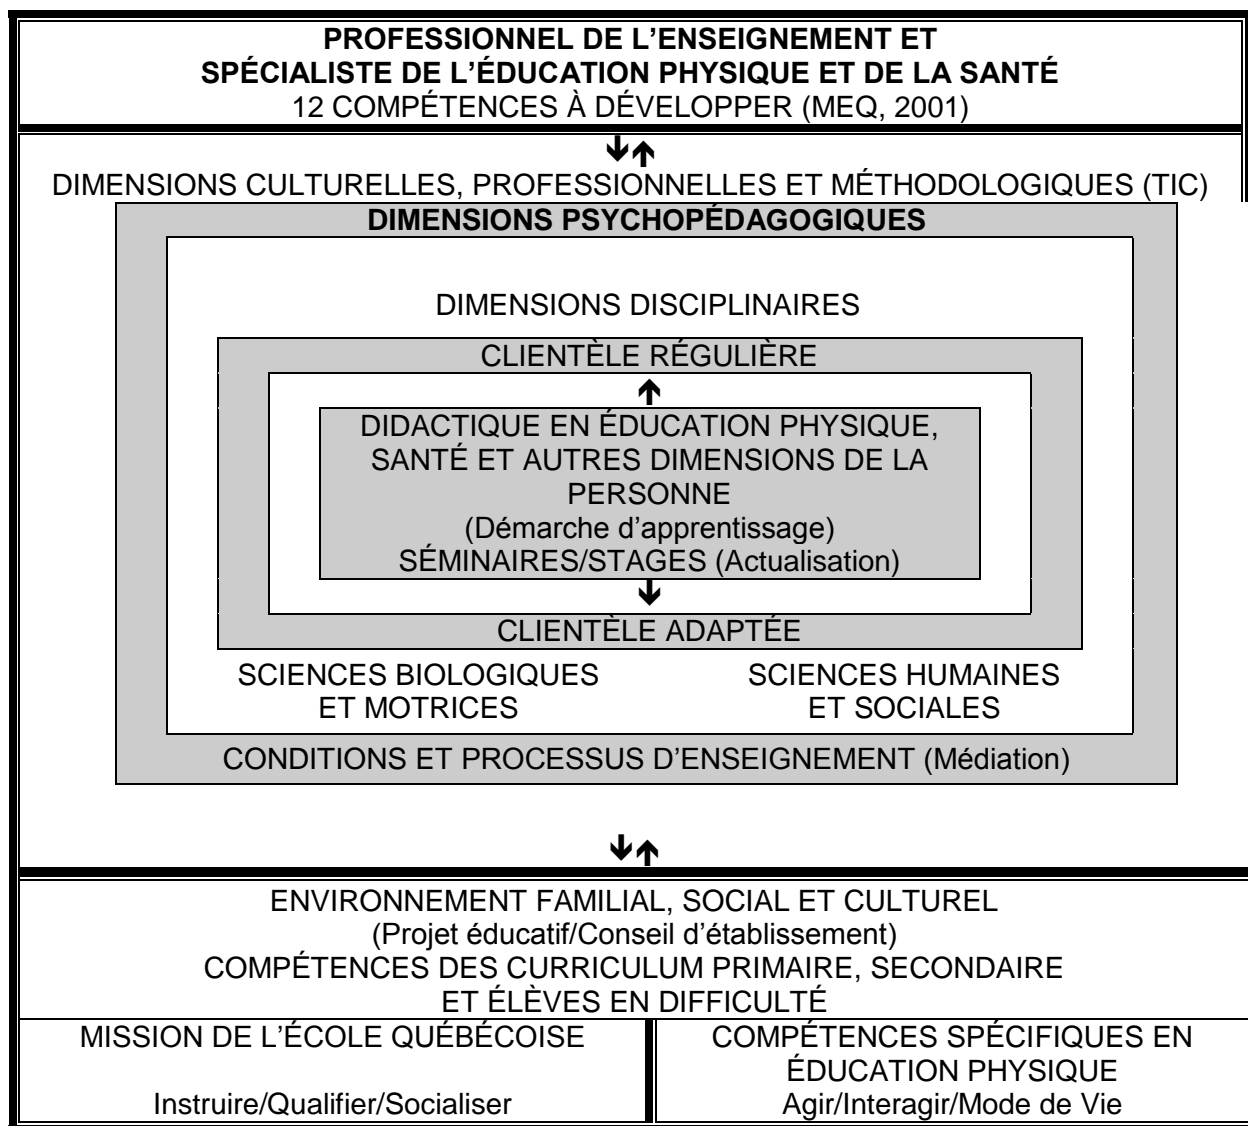 PROFESSIONNEL DE L’ENSEIGNEMENT ET
SPÉCIALISTE DE L’ÉDUCATION PHYSIQUE ET DE LA SANTÉ
12 COMPÉTENCES À DÉVELOPPER (MEQ, 2001)
DIMENSIONS CULTURELLES, PROFESSIONNELLES ET MÉTHODOLOGIQUES (TIC)
DIMENSIONS PSYCHOPÉDAGOGIQUES
DIMENSIONS DISCIPLINAIRES
CLIENTÈLE RÉGULIÈRE
DIDACTIQUE EN ÉDUCATION PHYSIQUE,
SANTÉ ET AUTRES DIMENSIONS DE LA
PERSONNE
(Démarche d’apprentissage)
SÉMINAIRES/STAGES (Actualisation)
CLIENTÈLE ADAPTÉE
SCIENCES BIOLOGIQUES
ET MOTRICES
SCIENCES HUMAINES
ET SOCIALES
CONDITIONS ET PROCESSUS D’ENSEIGNEMENT (Médiation)
ENVIRONNEMENT FAMILIAL, SOCIAL ET CULTUREL
(Projet éducatif/Conseil d’établissement)
COMPÉTENCES DES CURRICULUM PRIMAIRE, SECONDAIRE
ET ÉLÈVES EN DIFFICULTÉ
MISSION DE L’ÉCOLE QUÉBÉCOISE
Instruire/Qualifier/Socialiser
COMPÉTENCES SPÉCIFIQUES EN
ÉDUCATION PHYSIQUE
Agir/Interagir/Mode de Vie